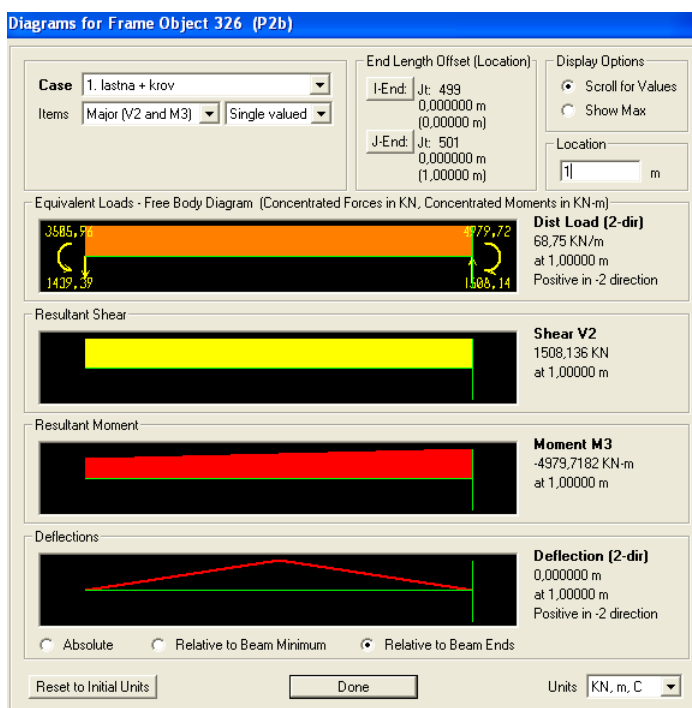 Diagrams for Frame Object 326 (P2b)
Case 1. lastna + krov
Items Major (V2 and M3) Single valued
End Length Offset (Location)
I-End: Jt: 499
0,000000 m
(0,00000 m)
J-End: Jt: 501
0,000000 m
(1,00000 m)
Display Options
Scroll for Values
Show Max
Location
1 m
Equivalent Loads - Free Body Diagram (Concentrated Forces in KN, Concentrated Moments in KN-m)
3505,96 4979,72
1439,39 1508,14
Dist Load (2-dir)
68,75 KN/m
at 1,00000 m
Positive in -2 direction
Resultant Shear
Shear V2
1508,136 KN
at 1,00000 m
Resultant Moment
Moment M3
-4979,7182 KN-m
at 1,00000 m
Deflections
Deflection (2-dir)
0,000000 m
at 1,00000 m
Positive in -2 direction
Absolute Relative to Beam Minimum Relative to Beam Ends
Reset to Initial Units Done Units KN, m, C